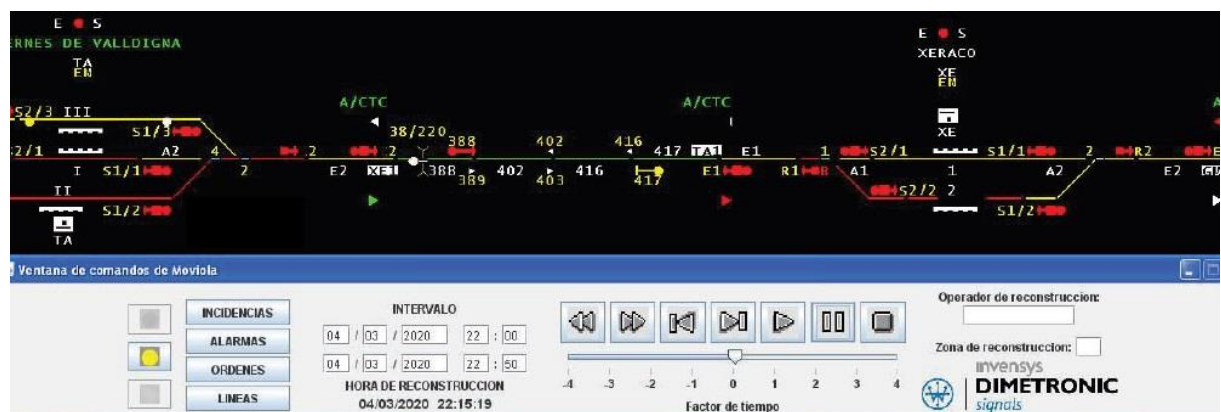 E S
E S
ERNES DE VALLDIGNA
XERACO
TA
EN
XE
EN
A/CTC
A/CTC
S2/3 III
S1/3
38/220
388
402
416
XE
S2/1
A2
4
.2
.2
417 TA1 E1
1
S2/1
S1/1
2
R2
I
S1/1
2
E2
XE1
388
389
402
403
416
417
E1
R1
A1
1
A2
E2
II
S2/2
2
S1/2
S1/2
TA
Ventana de comandos de Moviola
INCIDENCIAS
ALARMAS
ORDENES
LINEAS
INTERVALO
04 / 03 / 2020 22 : 00
04 / 03 / 2020 22 : 50
HORA DE RECONSTRUCCION
04/03/2020 22:15:19
-4 -3 -2 -1 0 1 2 3 4
Factor de tiempo
Operador de reconstruccion:
Zona de reconstruccion:
invensys
DIMETRONIC
signals